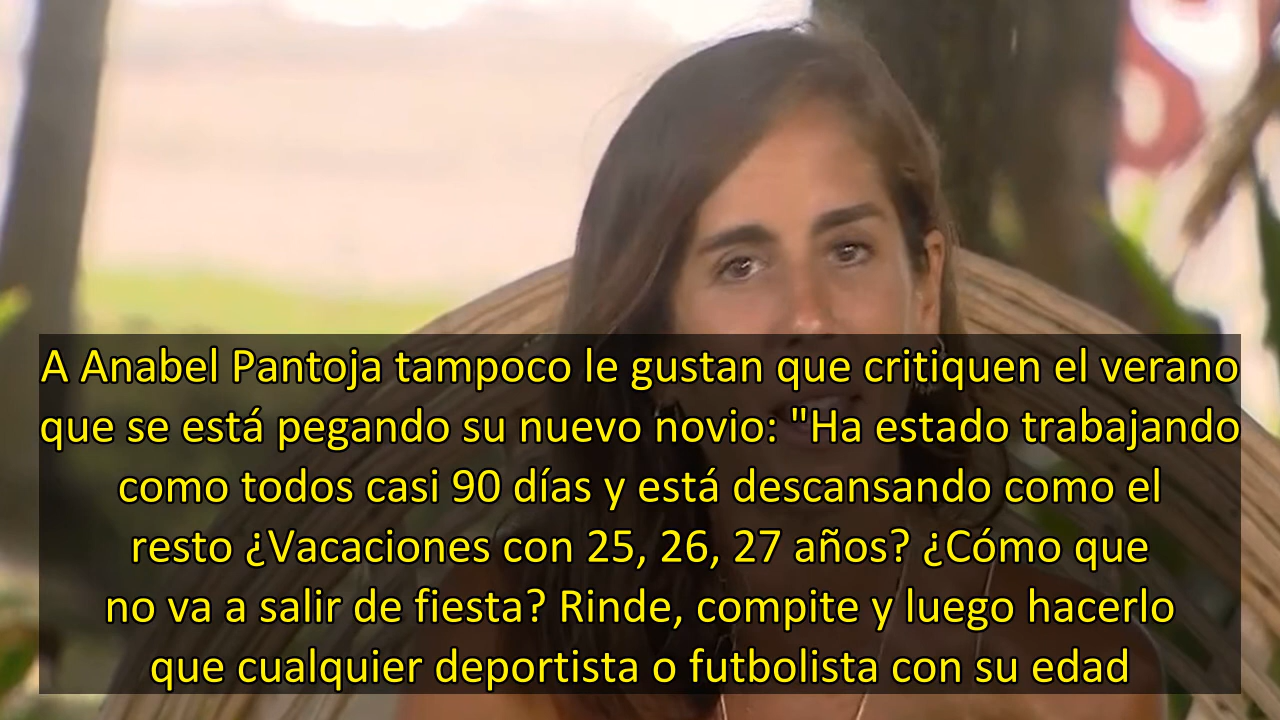 A Anabel Pantoja tampoco le gustan que critiquen el verano
que se está pegando su nuevo novio: "Ha estado trabajando
como todos casi 90 días y está descansando como el
resto ¿Vacaciones con 25, 26, 27 años? ¿Cómo que
no va a salir de fiesta? Rinde, compite y luego hacerlo
que cualquier deportista o futbolista con su edad